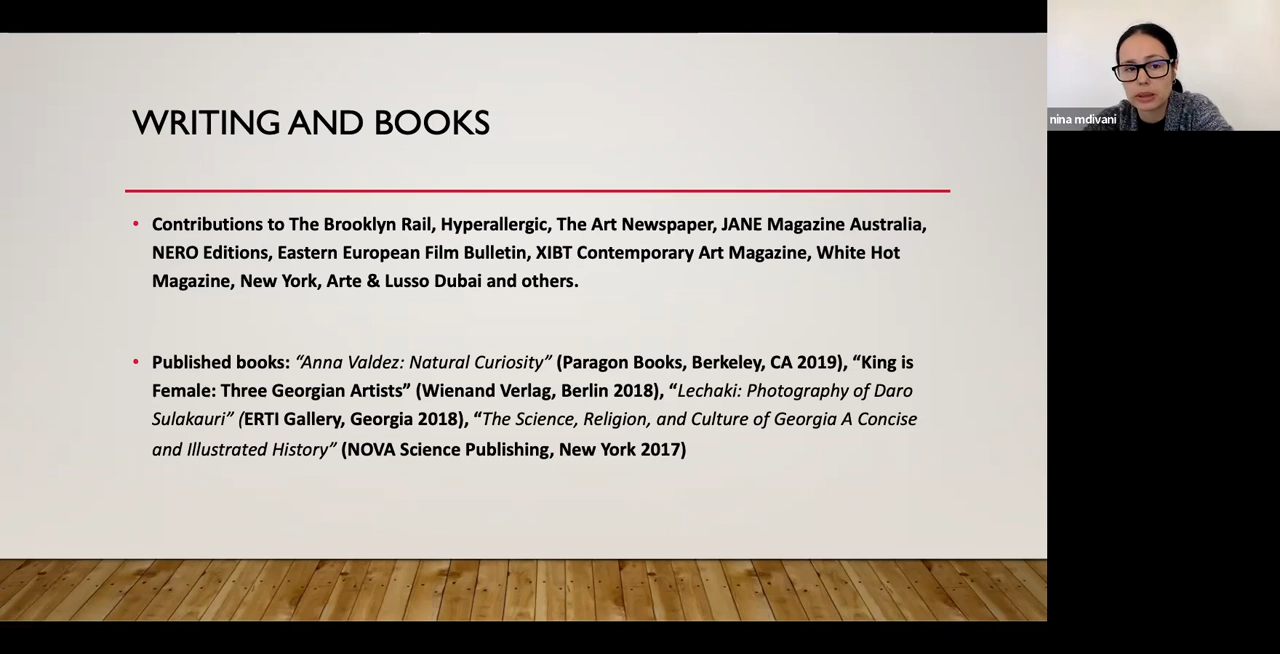 WRITING AND BOOKS
• Contributions to The Brooklyn Rail, Hyperallergic, The Art Newspaper, JANE Magazine Australia,
NERO Editions, Eastern European Film Bulletin, XIBT Contemporary Art Magazine, White Hot
Magazine, New York, Arte & Lusso Dubai and others.
• Published books: “Anna Valdez: Natural Curiosity” (Paragon Books, Berkeley, CA 2019), “King is
Female: Three Georgian Artists” (Wienand Verlag, Berlin 2018), “Lechaki: Photography of Daro
Sulakauri” (ERTI Gallery, Georgia 2018), “The Science, Religion, and Culture of Georgia A Concise
and Illustrated History” (NOVA Science Publishing, New York 2017)
nina mdivani